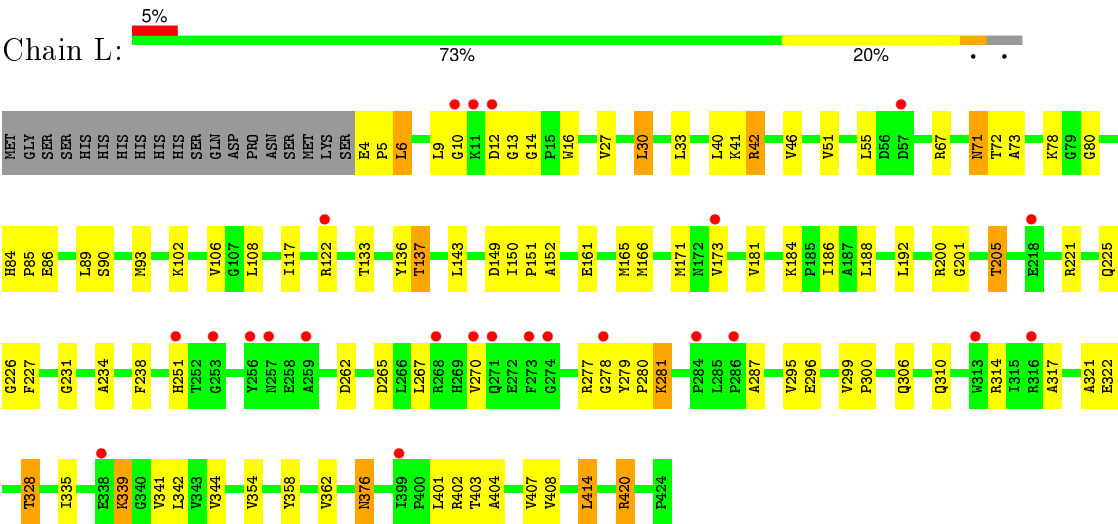 5%
Chain L:
73% 20% • •
MET GLY SER SER HIS HIS HIS HIS HIS HIS SER GLN ASP PRO ASN SER MET LYS SER E4 P5 L6 L9 G10 K11 D12 G13 G14 P15 W16 V27 L30 L33 L40 K41 R42 V46 V51 L55 D56 D57 R67 N71 T72 A73 K78 G79 G80
H84 P85 E86 L89 S90 M93 K102 V106 G107 L108 I117 R122 T133 Y136 T137 L143 D149 I150 P151 A152 E161 M165 M166 M171 N172 V173 V181 K184 P185 I186 A187 L188 L192 R200 G201 T205 E218 R221 Q225
G226 F227 G231 A234 F238 H251 T252 G253 Y256 N257 E258 A259 D262 D265 L266 L267 R268 H269 V270 Q271 E272 F273 G274 R277 G278 Y279 P280 K281 P284 L285 P286 A287 V295 E296 V299 P300 Q306 Q310 W313 R314 I315 R316 A317 A321 E322
T328 I335 E338 K339 G340 V341 L342 V343 V344 V354 Y358 V362 N376 I399 P400 L401 R402 T403 A404 V407 V408 L414 R420 P424